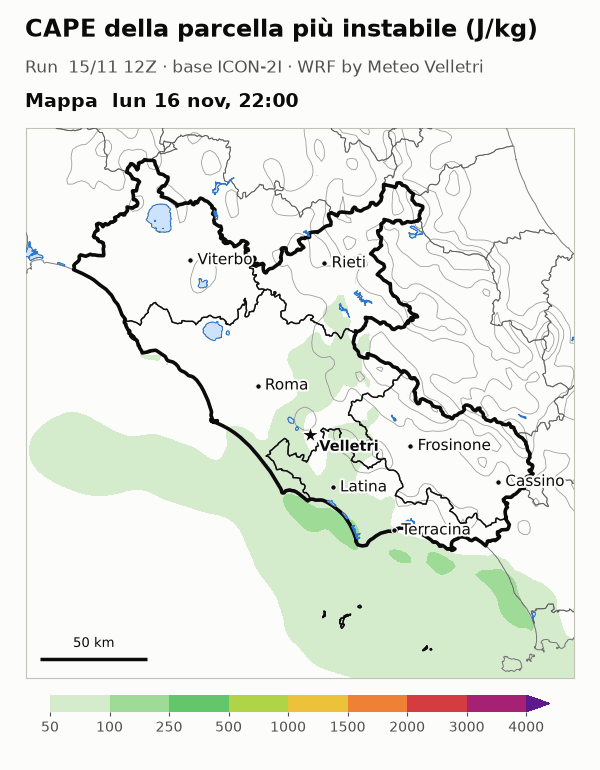 CAPE della parcella più instabile (J/kg)
Run  15/11 12Z · base ICON-2I · WRF by Meteo Velletri
Mappa  lun 16 nov, 22:00
Viterbo
Rieti
Roma
Velletri
Frosinone
Latina
Cassino
Terracina
50 km
50 100 250 500 1000 1500 2000 3000 4000